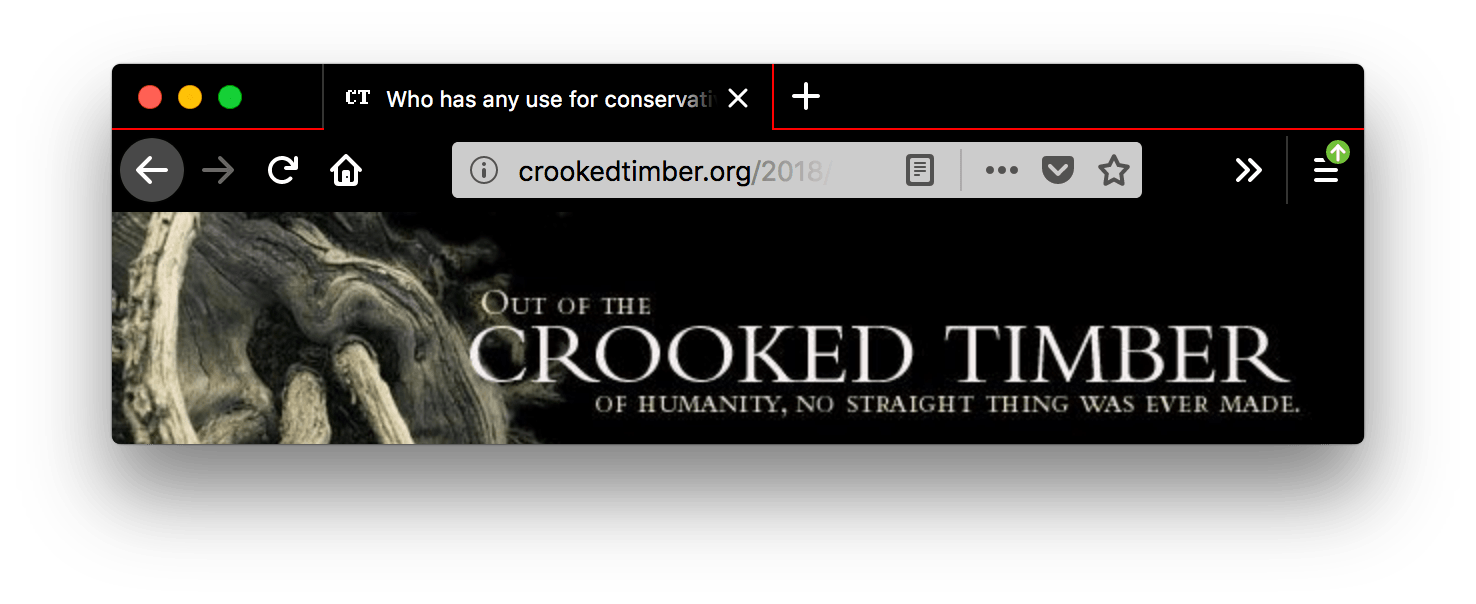 CT Who has any use for conservati
crookedtimber.org/2018/
OUT OF THE
CROOKED TIMBER
OF HUMANITY, NO STRAIGHT THING WAS EVER MADE.